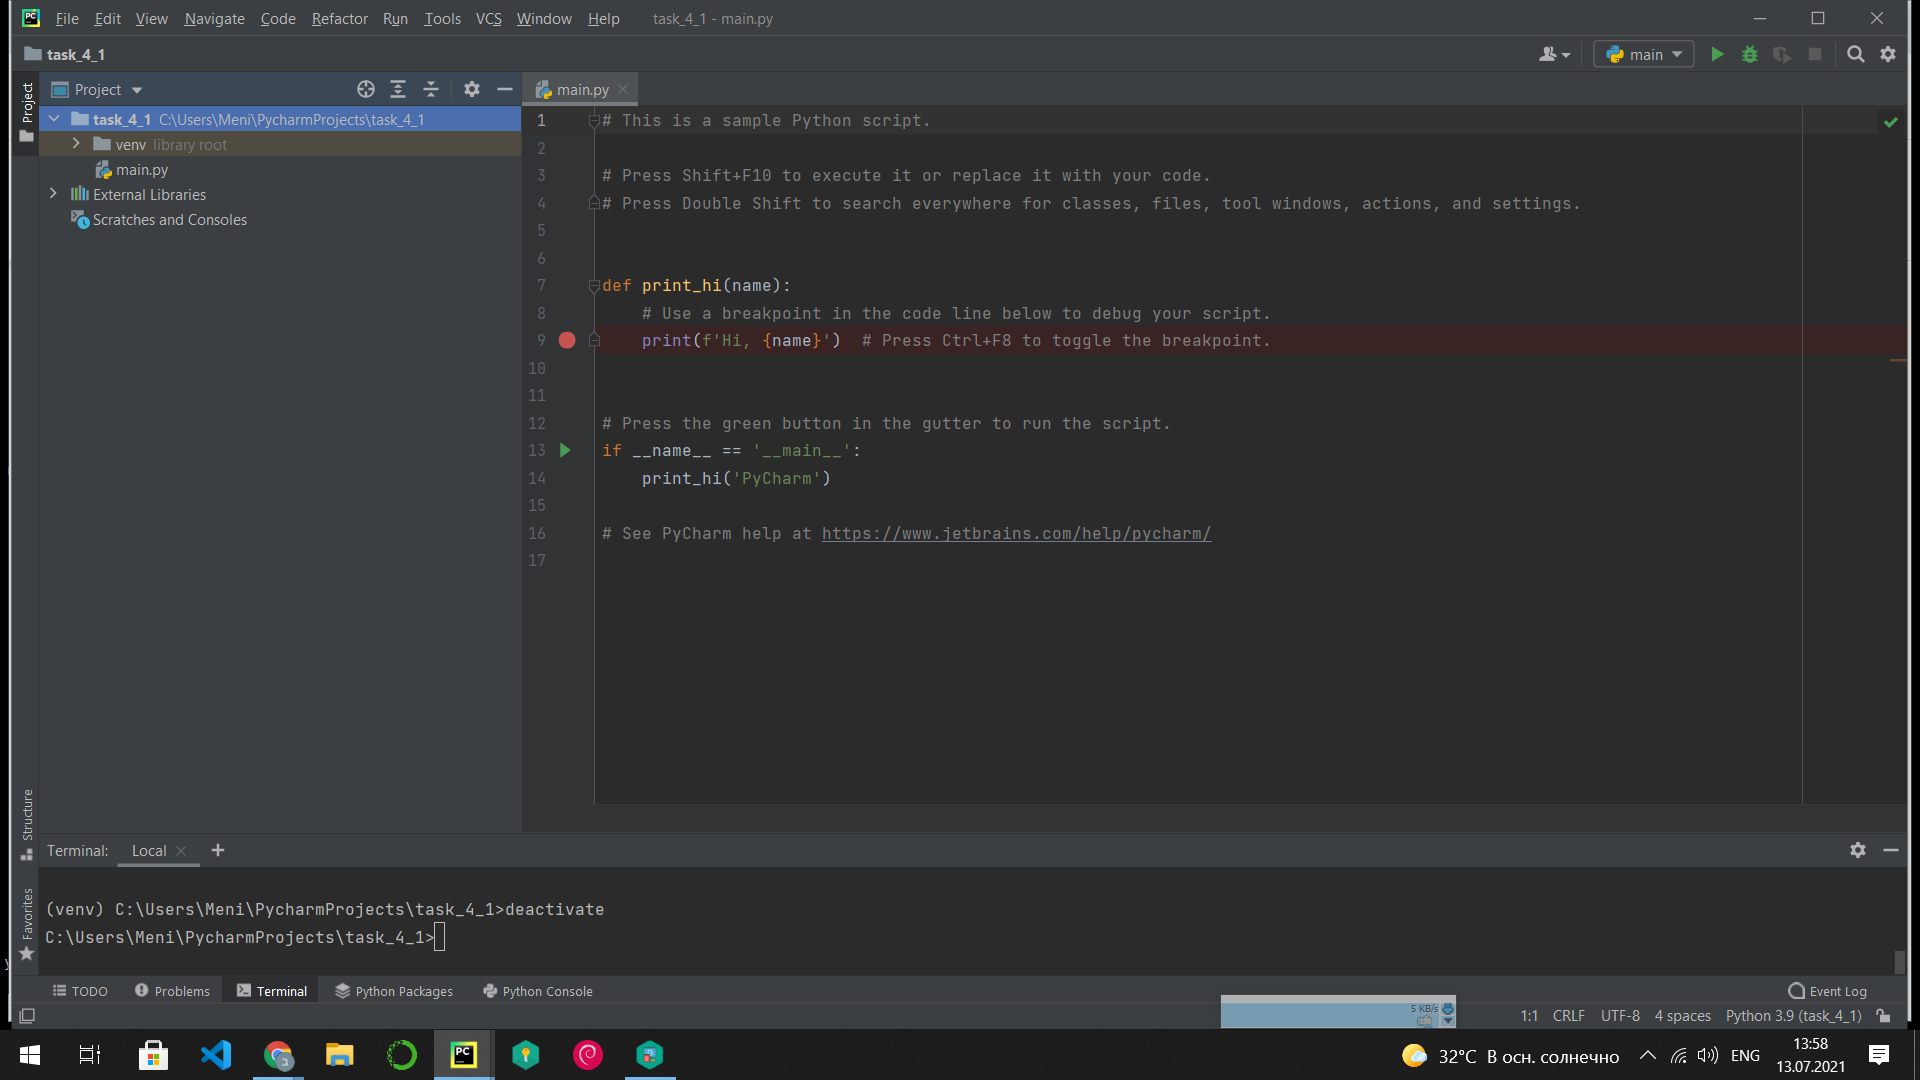 File Edit View Navigate Code Refactor Run Tools VCS Window Help task_4_1 - main.py
task_4_1
main
Project
Project
main.py
task_4_1 C:\Users\Meni\PycharmProjects\task_4_1
venv library root
main.py
External Libraries
Scratches and Consoles
1 # This is a sample Python script.
2
3 # Press Shift+F10 to execute it or replace it with your code.
4 # Press Double Shift to search everywhere for classes, files, tool windows, actions, and settings.
5
6
7 def print_hi(name):
8 # Use a breakpoint in the code line below to debug your script.
9 print(f'Hi, {name}') # Press Ctrl+F8 to toggle the breakpoint.
10
11
12 # Press the green button in the gutter to run the script.
13 if __name__ == '__main__':
14 print_hi('PyCharm')
15
16 # See PyCharm help at https://www.jetbrains.com/help/pycharm/
17
Structure
Favorites
Terminal: Local
(venv) C:\Users\Meni\PycharmProjects\task_4_1>deactivate
C:\Users\Meni\PycharmProjects\task_4_1>
TODO Problems Terminal Python Packages Python Console Event Log
5 KB/s
1:1 CRLF UTF-8 4 spaces Python 3.9 (task_4_1)
PC
32°C В осн. солнечно ENG
13:58
13.07.2021